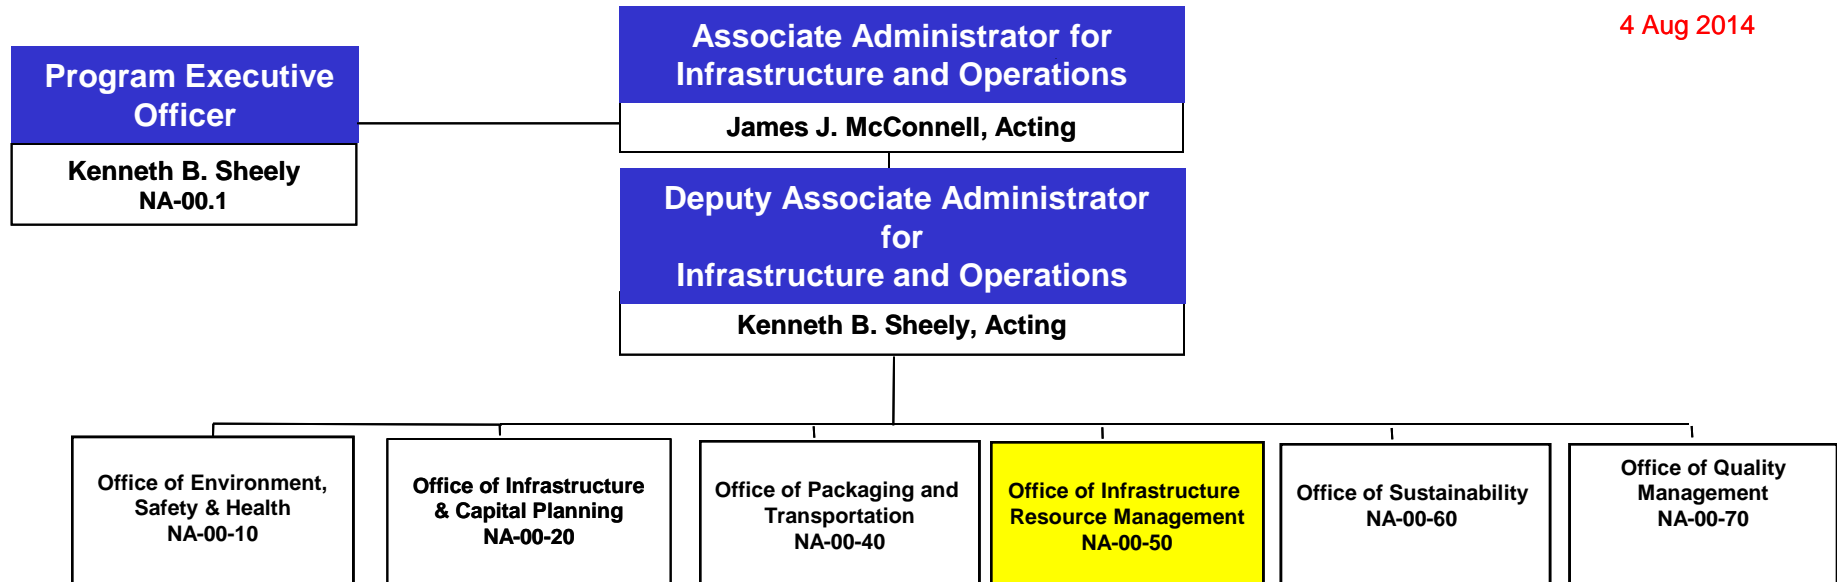 4 Aug 2014
Associate Administrator for
Infrastructure and Operations
James J. McConnell, Acting
Program Executive
Officer
Kenneth B. Sheely
NA-00.1
Deputy Associate Administrator
for
Infrastructure and Operations
Kenneth B. Sheely, Acting
Office of Environment,
Safety & Health
NA-00-10
Office of Infrastructure
& Capital Planning
NA-00-20
Office of Packaging and
Transportation
NA-00-40
Office of Infrastructure
Resource Management
NA-00-50
Office of Sustainability
NA-00-60
Office of Quality
Management
NA-00-70